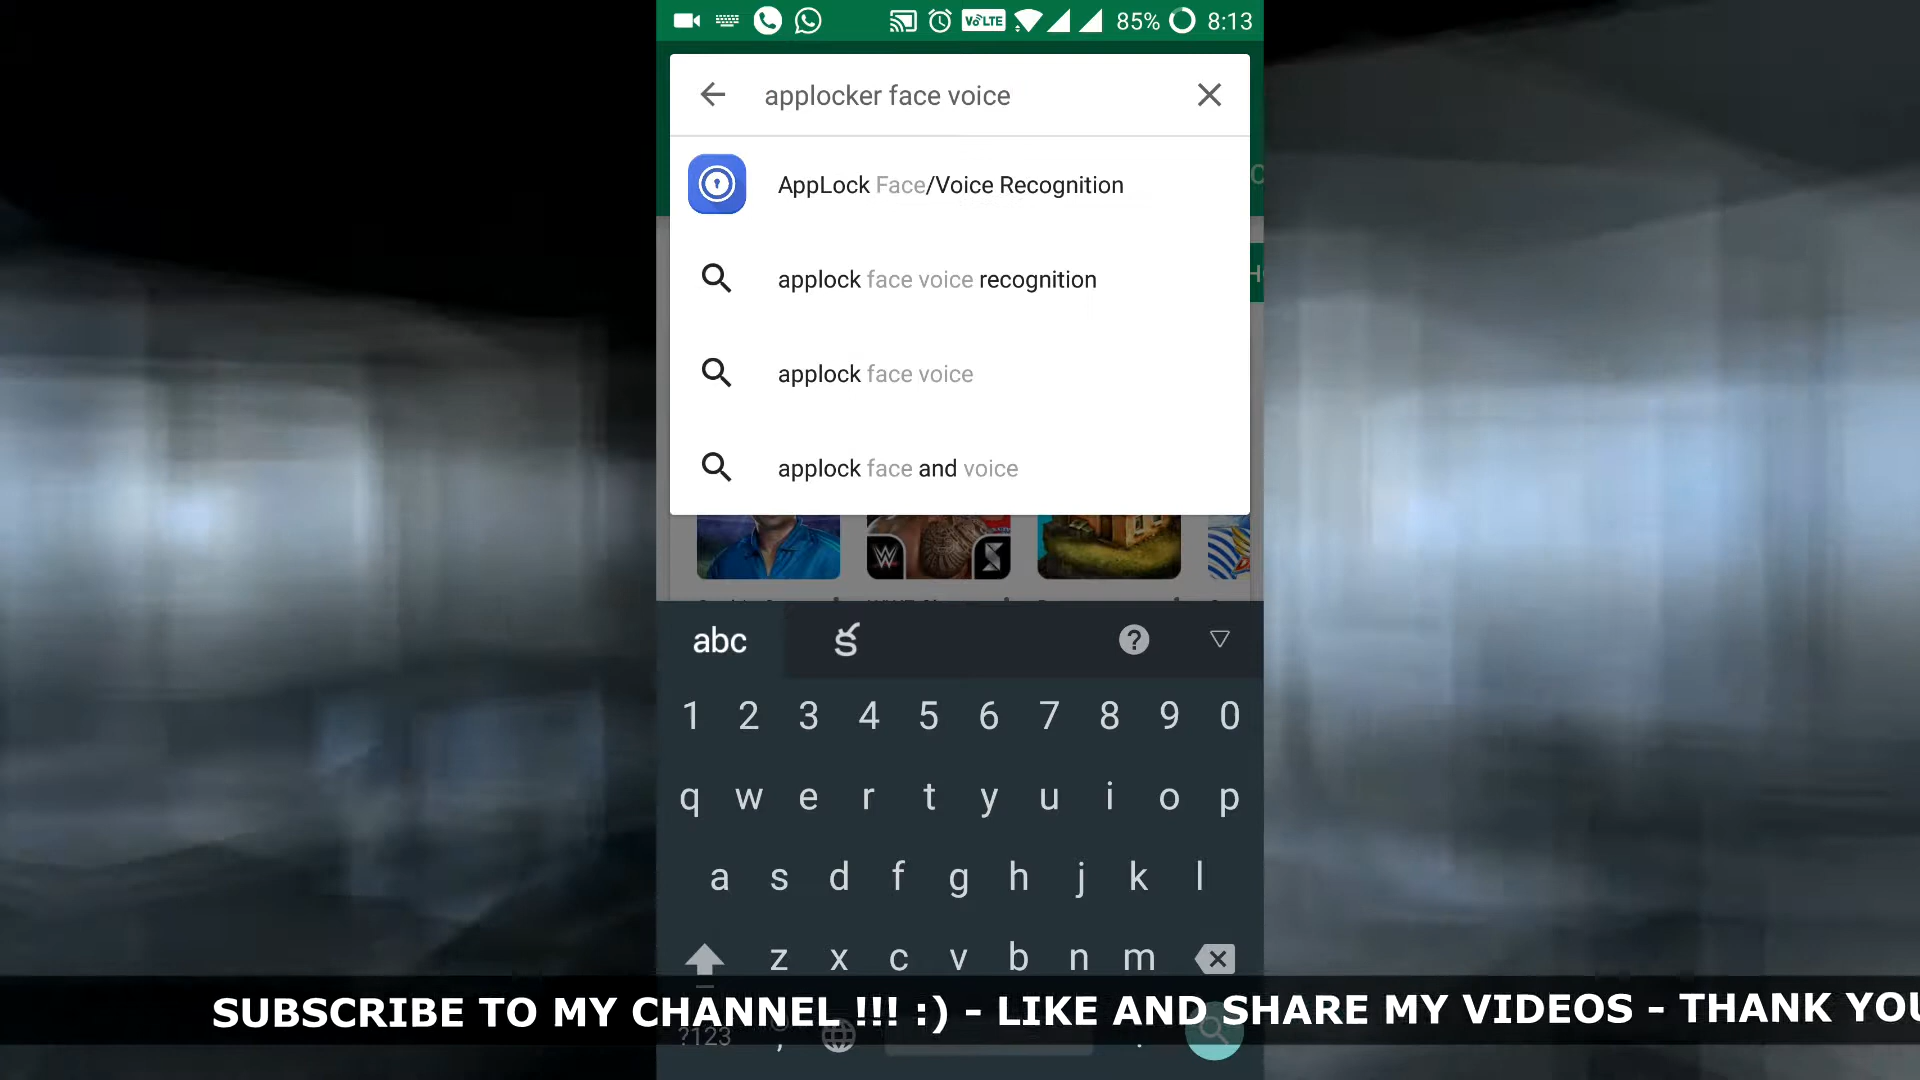 VoLTE 85% 8:13
applocker face voice
AppLock Face/Voice Recognition
applock face voice recognition
applock face voice
applock face and voice
abc క ?
1 2 3 4 5 6 7 8 9 0
q w e r t y u i o p
a s d f g h j k l
z x c v b n m
SUBSCRIBE TO MY CHANNEL !!! :) - LIKE AND SHARE MY VIDEOS - THANK YOU
?123 , .